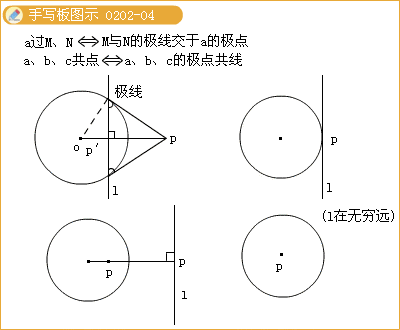 手写板图示 0202-04
a过M、N ⟺ M与N的极线交于a的极点
a、b、c共点⟺a、b、c的极点共线
极线
o p′ p
l
p
l
(l在无穷远)
p p
l
p